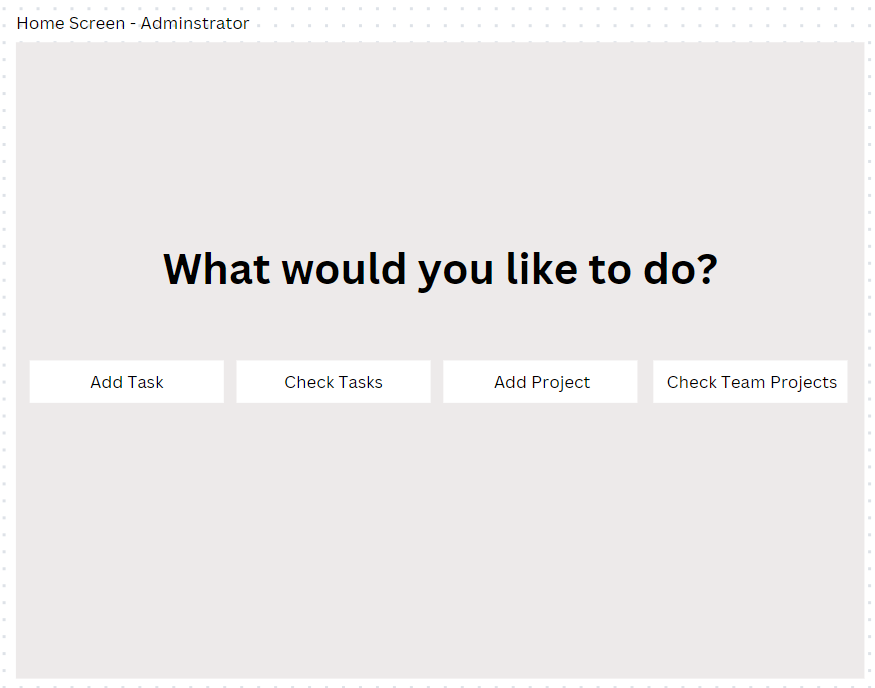 Home Screen - Adminstrator
What would you like to do?
Add Task
Check Tasks
Add Project
Check Team Projects